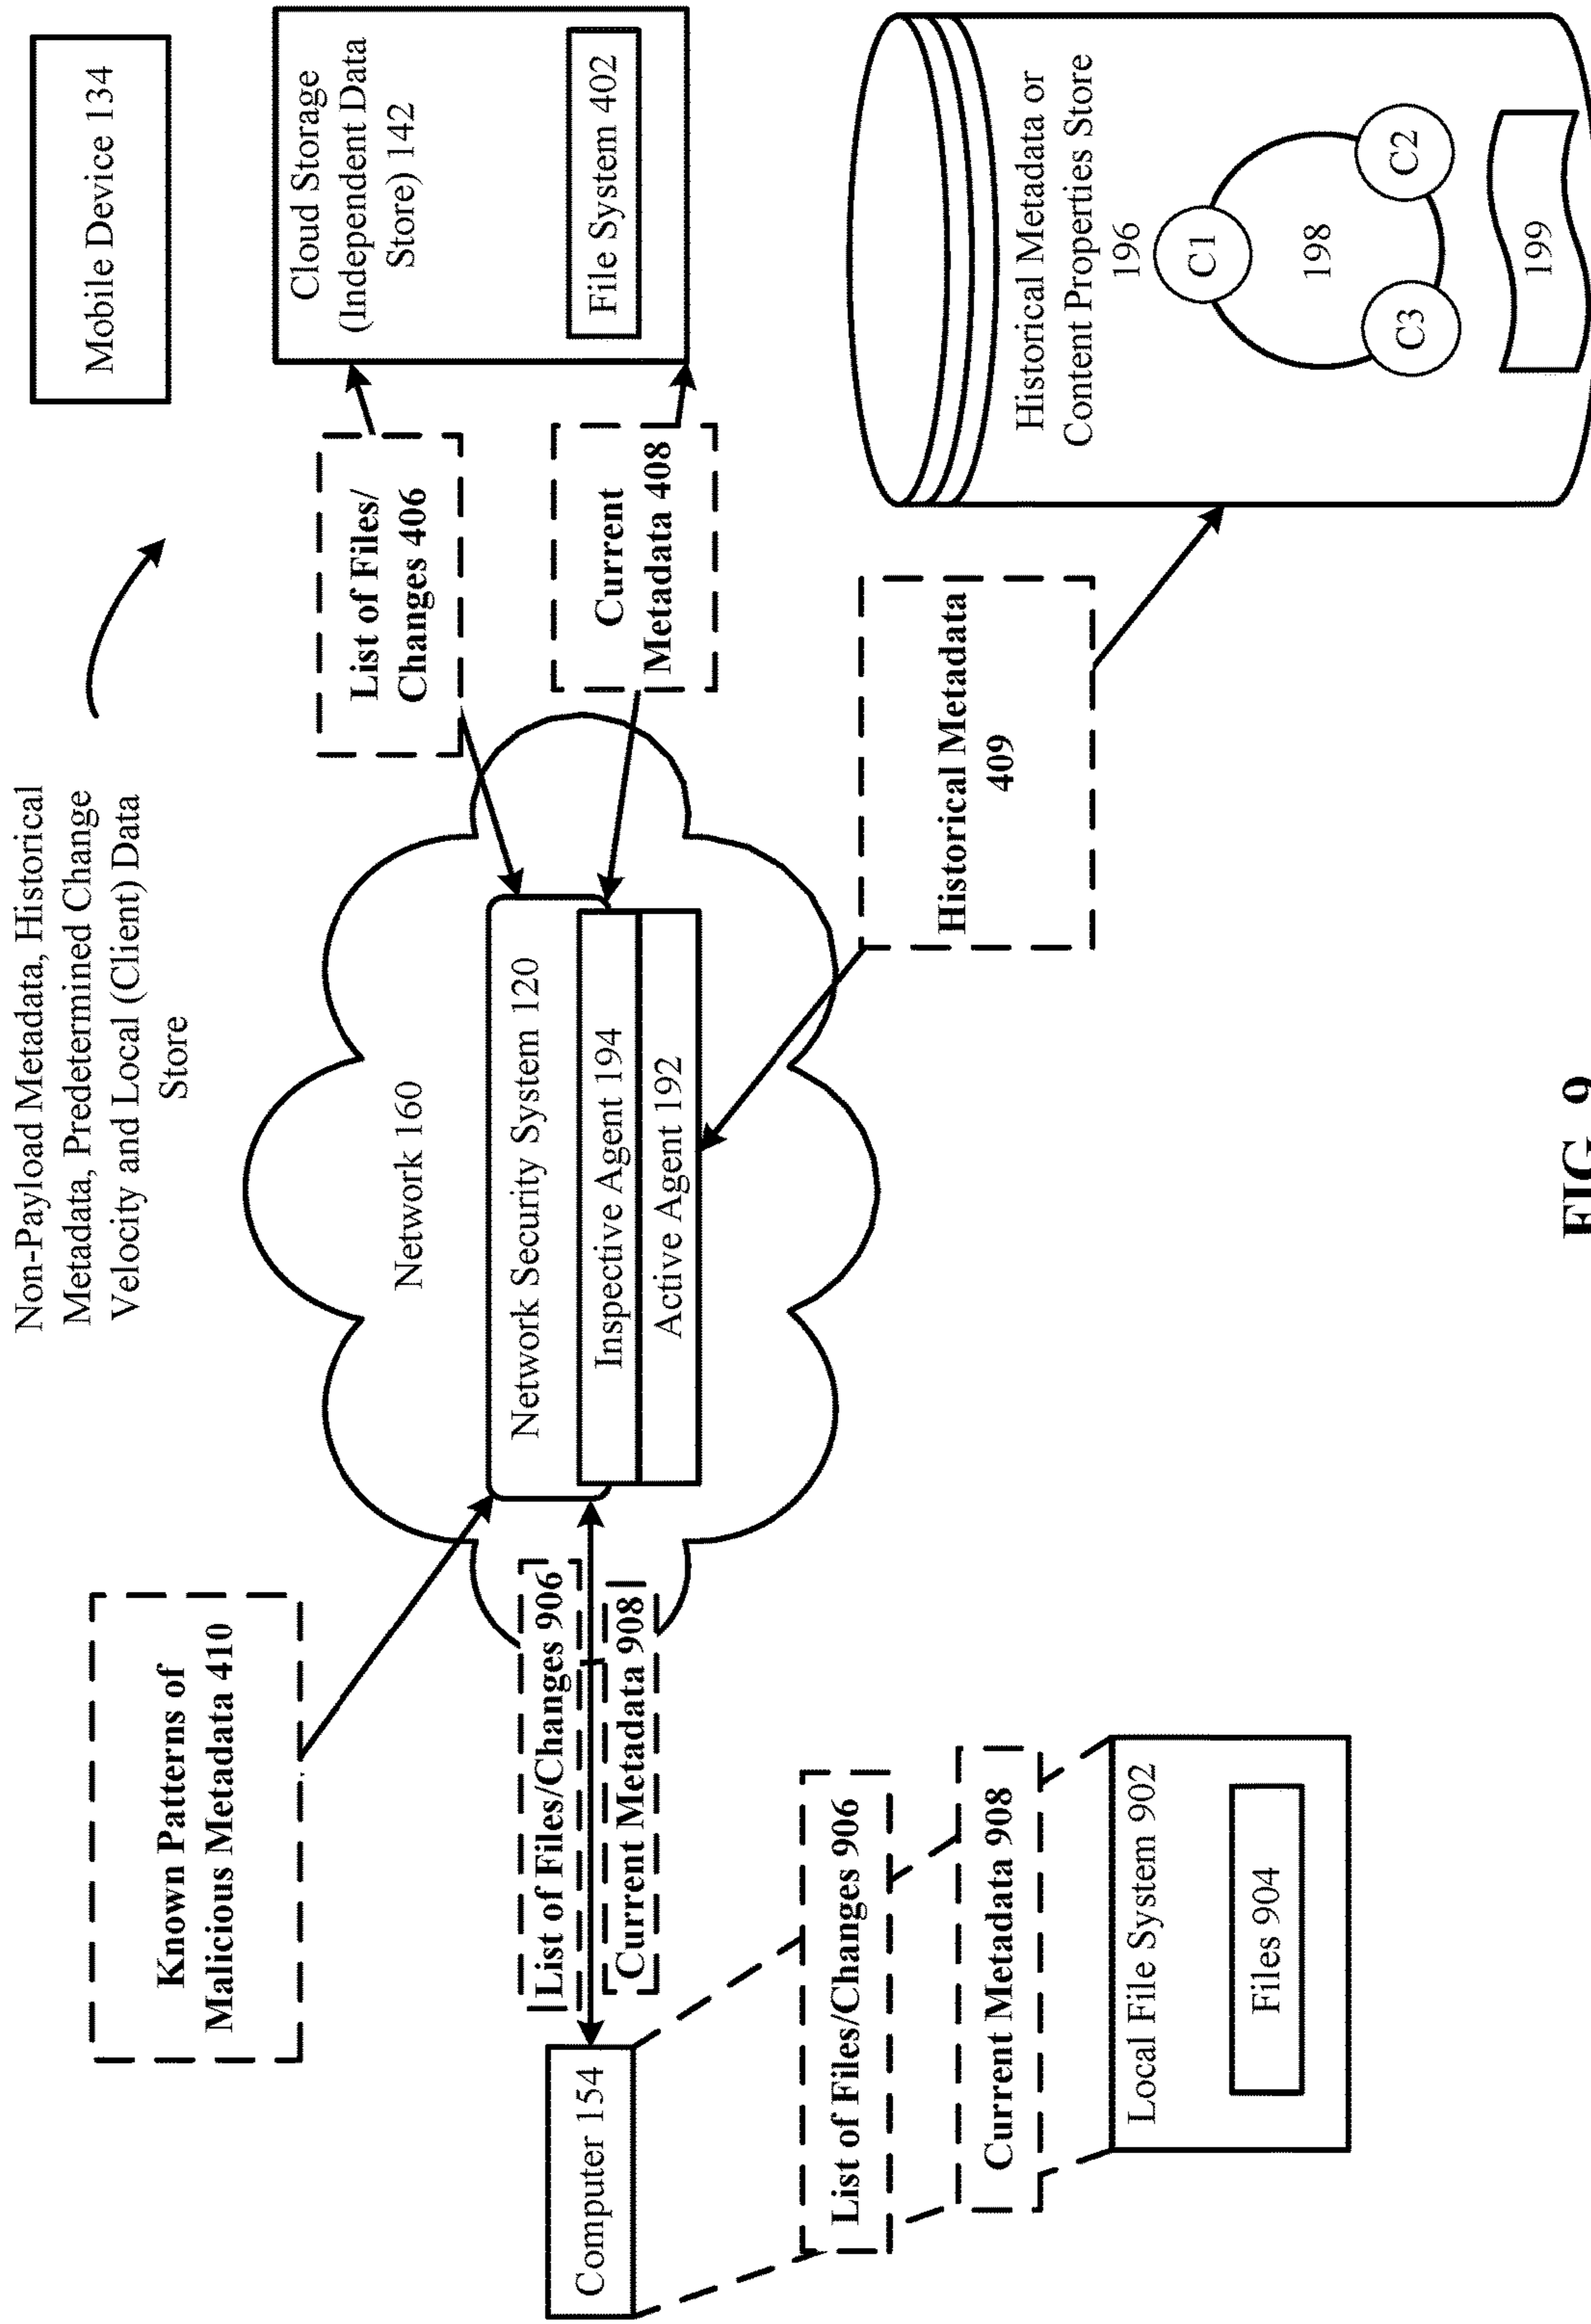 Non-Payload Metadata, Historical
Metadata, Predetermined Change
Velocity and Local (Client) Data
Store
Mobile Device 134
Known Patterns of
Malicious Metadata 410
Network 160
List of Files/
Changes 406
Cloud Storage
(Independent Data
Store) 142
File System 402
Network Security System 120
Inspective Agent 194
Active Agent 192
Current
Metadata 408
Computer 154
List of Files/Changes 906
Current Metadata 908
List of Files/Changes 906
Current Metadata 908
Local File System 902
Files 904
Historical Metadata
409
Historical Metadata or
Content Properties Store
196
C1
198
C3
C2
199
FIG. 9